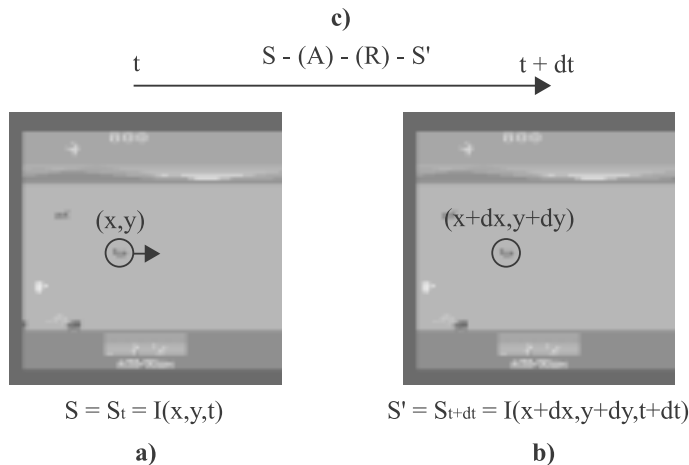 c)
t S - (A) - (R) - S' t + dt
(x,y)
(x+dx,y+dy)
S = St = I(x,y,t)
S' = St+dt = I(x+dx,y+dy,t+dt)
a)
b)